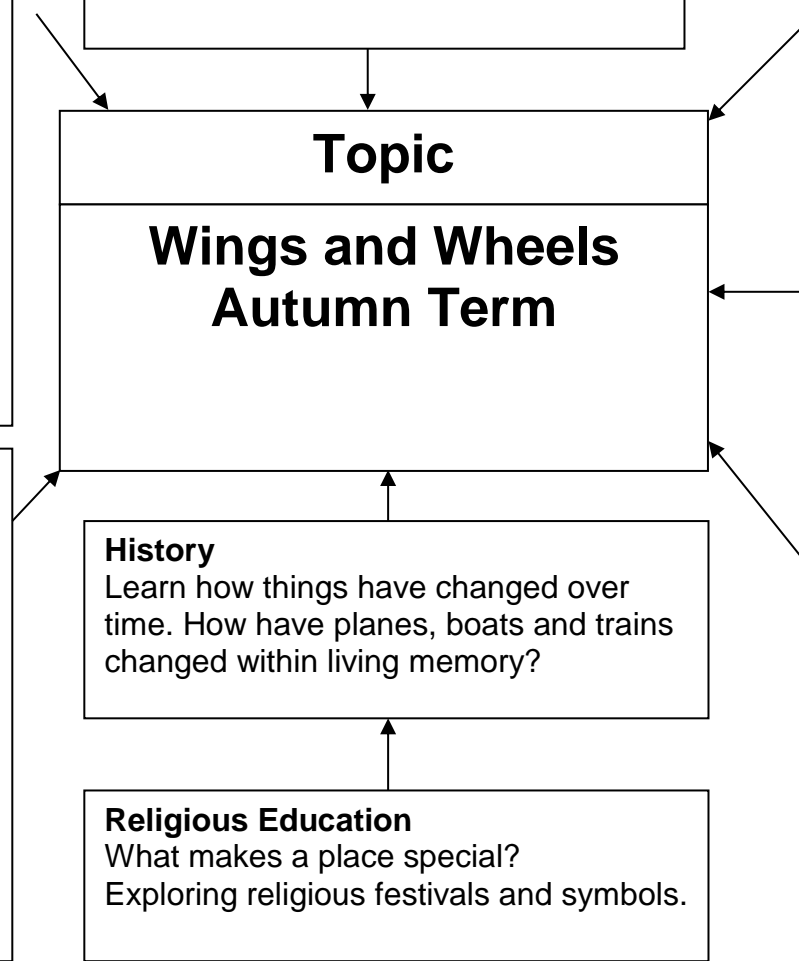 Topic
Wings and Wheels
Autumn Term
History
Learn how things have changed over
time. How have planes, boats and trains
changed within living memory?
Religious Education
What makes a place special?
Exploring religious festivals and symbols.